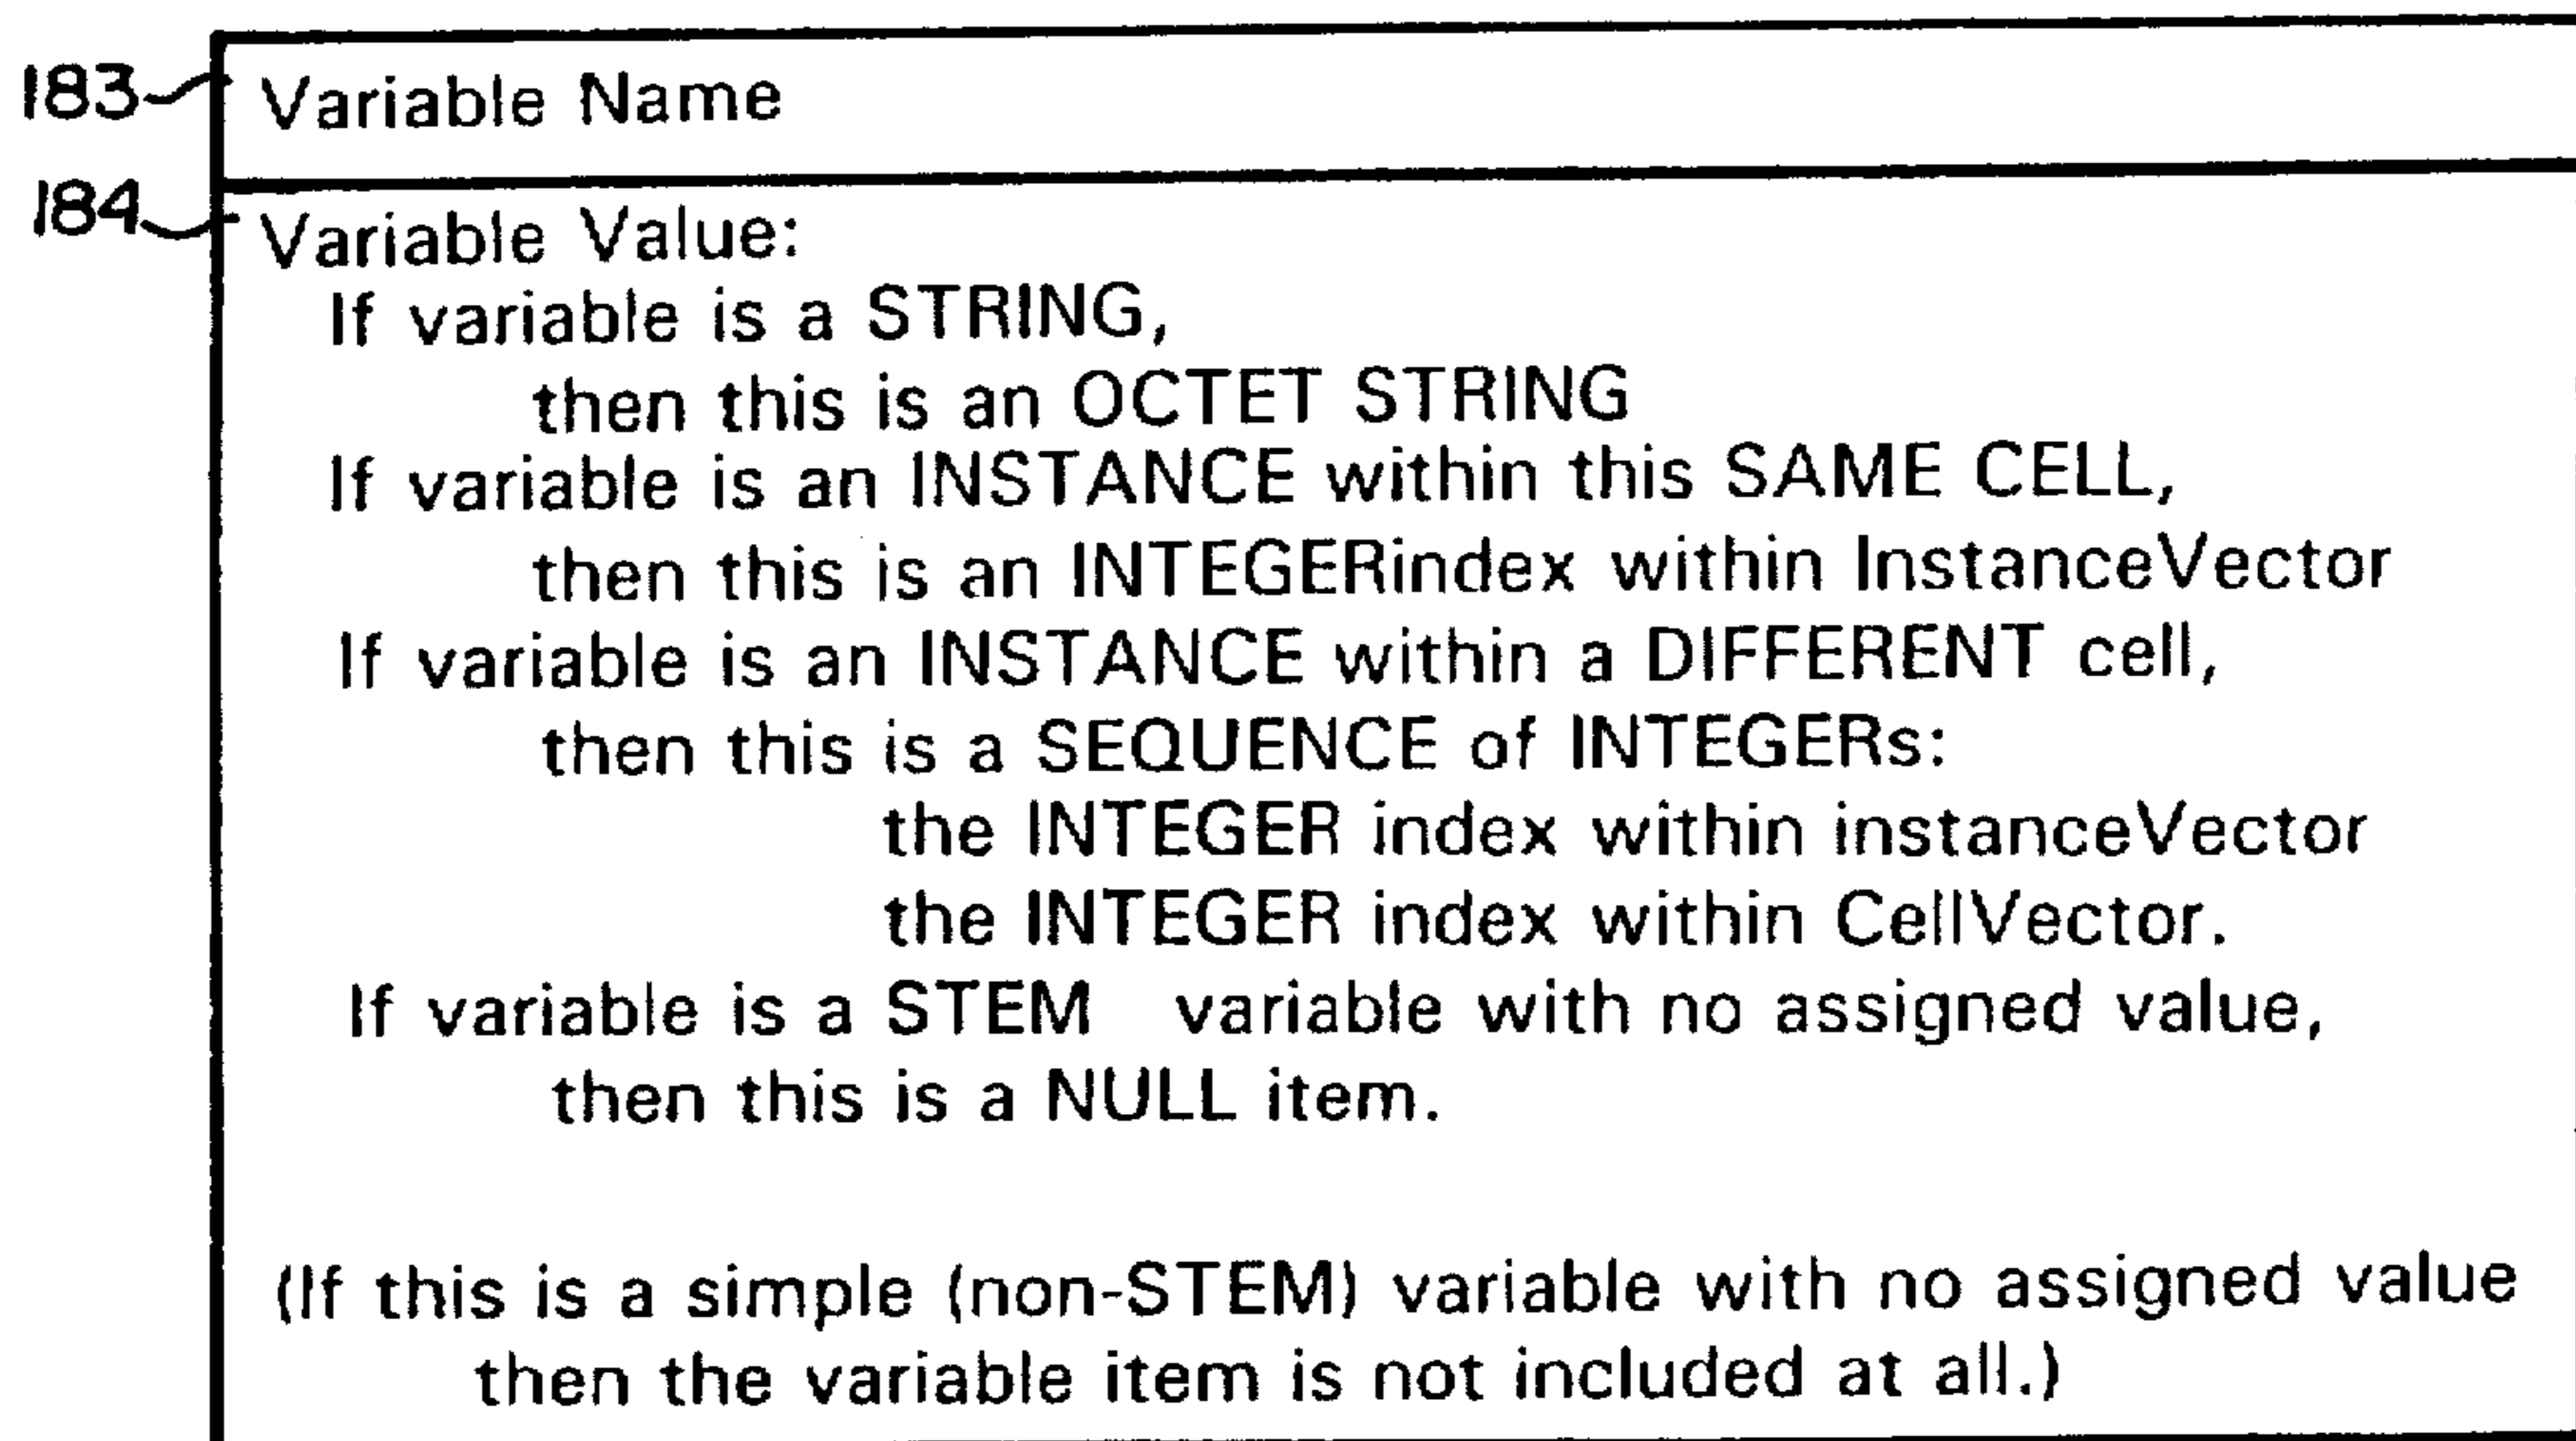 183 Variable Name
184 Variable Value:
If variable is a STRING,
then this is an OCTET STRING
If variable is an INSTANCE within this SAME CELL,
then this is an INTEGERindex within InstanceVector
If variable is an INSTANCE within a DIFFERENT cell,
then this is a SEQUENCE of INTEGERs:
the INTEGER index within instanceVector
the INTEGER index within CellVector.
If variable is a STEM variable with no assigned value,
then this is a NULL item.
(If this is a simple (non-STEM) variable with no assigned value
then the variable item is not included at all.)